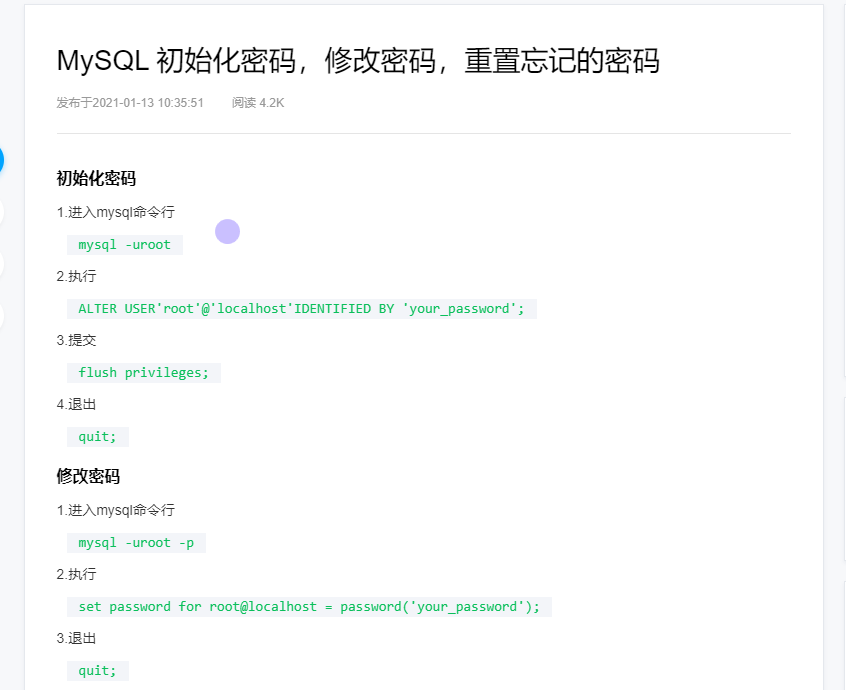 MySQL 初始化密码，修改密码，重置忘记的密码
发布于2021-01-13 10:35:51 阅读 4.2K
初始化密码
1.进入mysql命令行
mysql -uroot
2.执行
ALTER USER'root'@'localhost'IDENTIFIED BY 'your_password';
3.提交
flush privileges;
4.退出
quit;
修改密码
1.进入mysql命令行
mysql -uroot -p
2.执行
set password for root@localhost = password('your_password');
3.退出
quit;